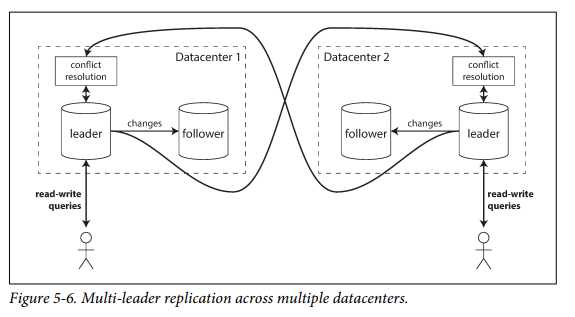 Datacenter 1
conflict
resolution
leader
changes
follower
read-write
queries
Datacenter 2
conflict
resolution
follower
changes
leader
read-write
queries
Figure 5-6. Multi-leader replication across multiple datacenters.